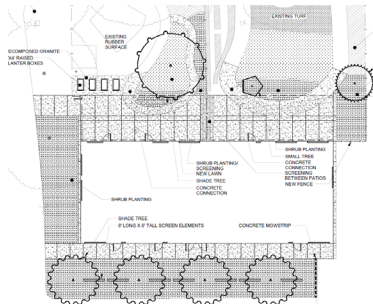 EXISTING TURF
EXISTING
RUBBER
SURFACE
ECOMPOSED GRANITE
'X4' RAISED
LANTER BOXES
SHRUB PLANTING/
SCREENING
NEW LAWN
SHADE TREE
CONCRETE
CONNECTION
SHRUB PLANTING
SMALL TREE
CONCRETE
CONNECTION
SCREENING
BETWEEN PATIOS
NEW FENCE
SHRUB PLANTING
SHADE TREE
8' LONG X 6' TALL SCREEN ELEMENTS
CONCRETE MOWSTRIP